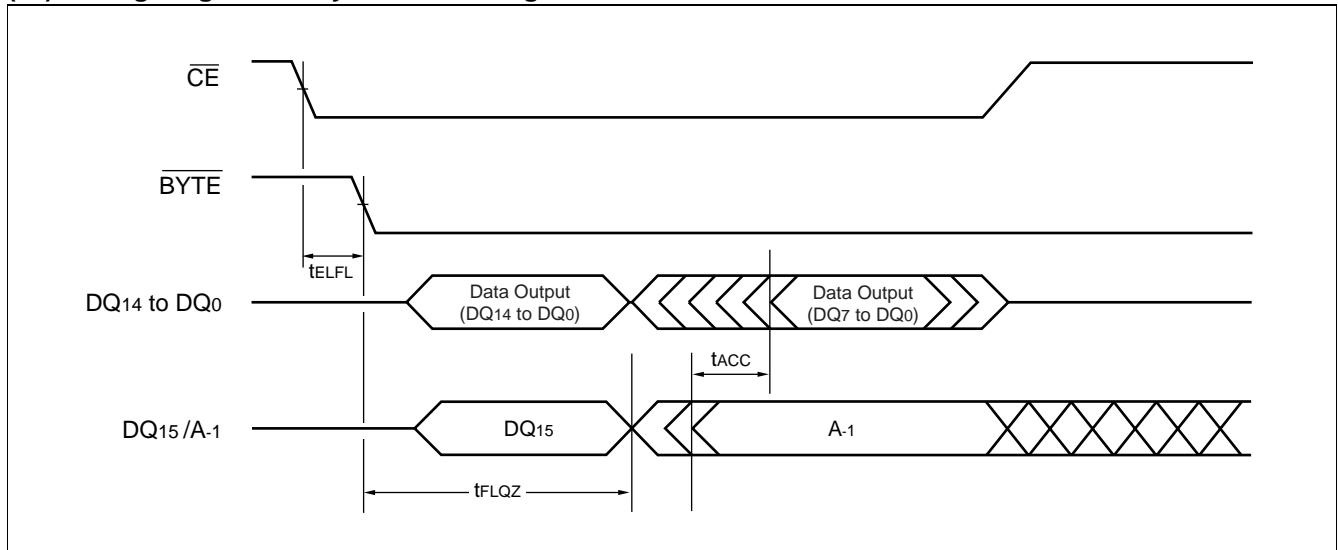 CE
BYTE
tELFL
DQ14 to DQ0
Data Output
(DQ14 to DQ0)
Data Output
(DQ7 to DQ0)
tACC
DQ15 /A-1
DQ15
A-1
tFLQZ